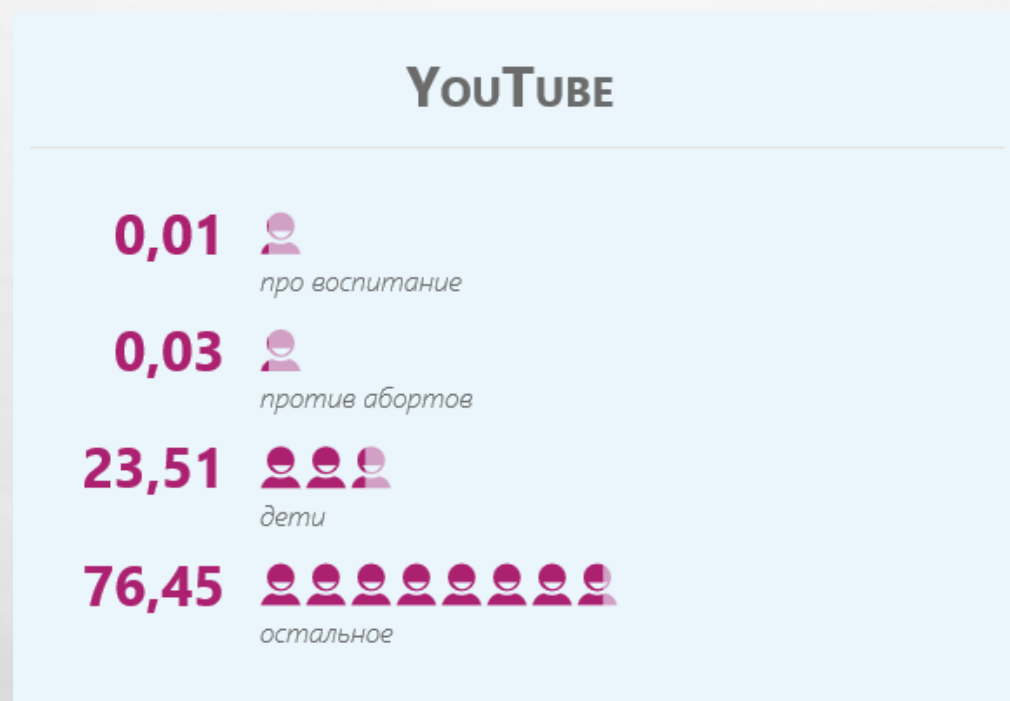 YouTube
0,01
про воспитание
0,03
против абортов
23,51
дети
76,45
остальное